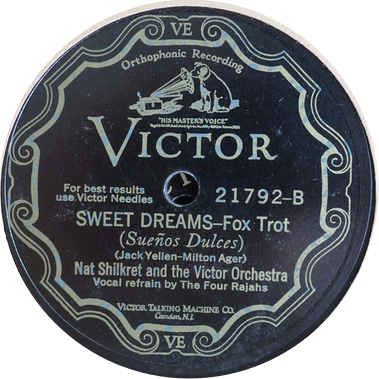 VE
Orthophonic Recording
"HIS MASTER'S VOICE"
VICTOR
For best results
use Victor Needles
21792-B
SWEET DREAMS—Fox Trot
(Sueños Dulces)
(Jack Yellen-Milton Ager)
Nat Shilkret and the Victor Orchestra
Vocal refrain by The Four Rajahs
VICTOR TALKING MACHINE CO.
Camden, N.J.
VE